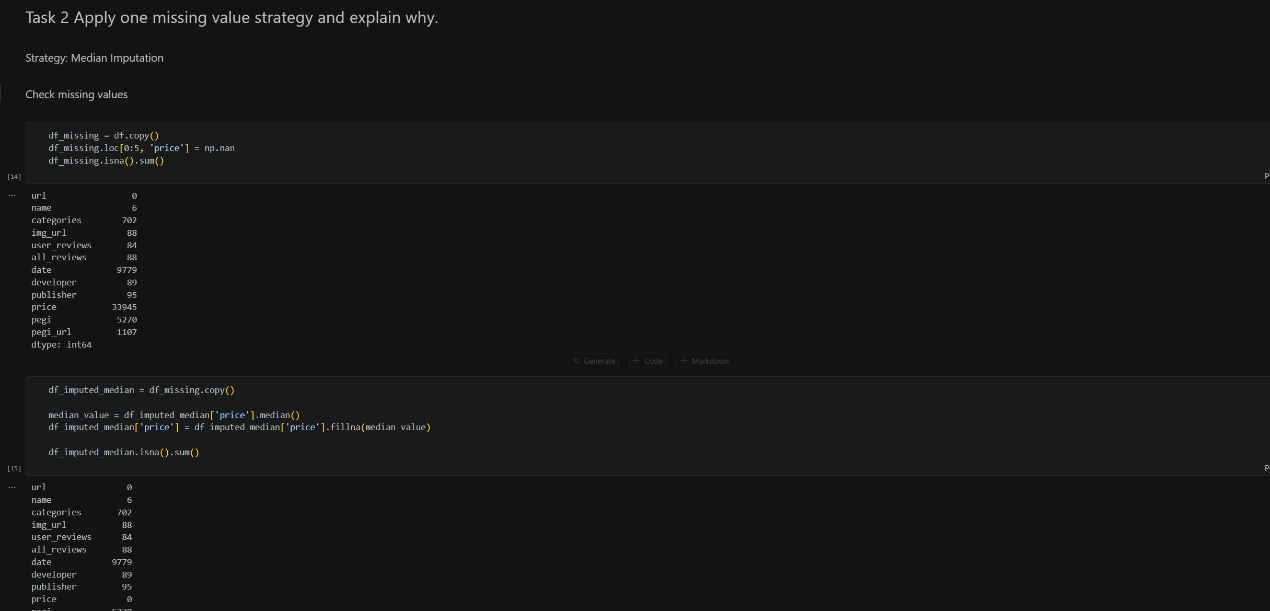 Task 2 Apply one missing value strategy and explain why.
Strategy: Median Imputation
Check missing values
df_missing = df.copy()
df_missing.loc[0:5, 'price'] = np.nan
df_missing.isna().sum()
[14]
... url 0
name 6
categories 702
img_url 88
user_reviews 84
all_reviews 88
date 9779
developer 89
publisher 95
price 33945
pegi 5270
pegi_url 1107
dtype: int64
Generate + Code + Markdown
df_imputed_median = df_missing.copy()
median_value = df_imputed_median['price'].median()
df_imputed_median['price'] = df_imputed_median['price'].fillna(median_value)
df_imputed_median.isna().sum()
[15]
... url 0
name 6
categories 702
img_url 88
user_reviews 84
all_reviews 88
date 9779
developer 89
publisher 95
price 0